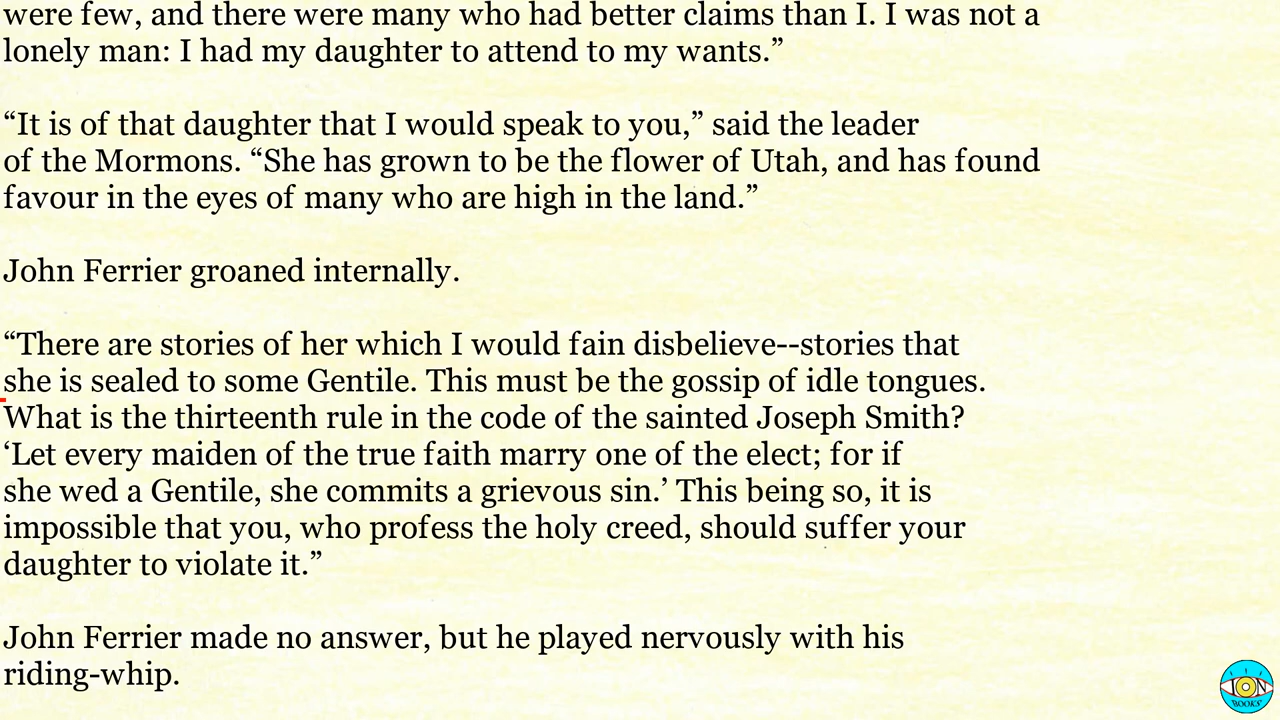 were few, and there were many who had better claims than I. I was not a
lonely man: I had my daughter to attend to my wants.”
“It is of that daughter that I would speak to you,” said the leader
of the Mormons. “She has grown to be the flower of Utah, and has found
favour in the eyes of many who are high in the land.”
John Ferrier groaned internally.
“There are stories of her which I would fain disbelieve--stories that
she is sealed to some Gentile. This must be the gossip of idle tongues.
What is the thirteenth rule in the code of the sainted Joseph Smith?
‘Let every maiden of the true faith marry one of the elect; for if
she wed a Gentile, she commits a grievous sin.’ This being so, it is
impossible that you, who profess the holy creed, should suffer your
daughter to violate it.”
John Ferrier made no answer, but he played nervously with his
riding-whip.
ION
BOOKS